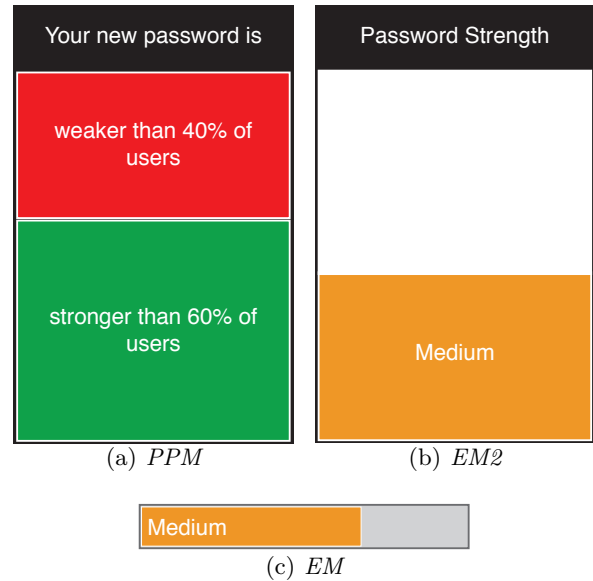 Your new password is
weaker than 40% of
users
stronger than 60% of
users
(a) PPM
Password Strength
Medium
(b) EM2
Medium
(c) EM